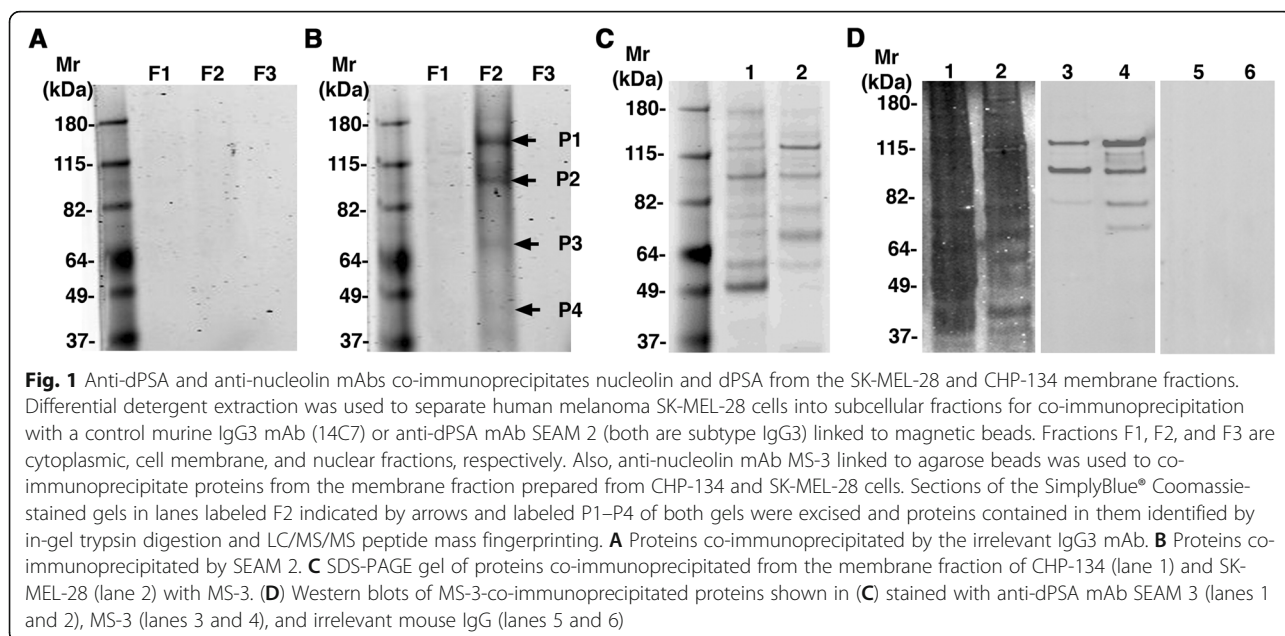 A
B
C
D
Mr
(kDa)
F1 F2 F3
180-
115-
82-
64-
49-
37-
Mr
(kDa)
F1 F2 F3
180-
115-
82-
64-
49-
37-
P1
P2
P3
P4
Mr
(kDa)
1 2
180-
115-
82-
64-
49-
37-
Mr
(kDa)
1 2 3 4 5 6
180-
115-
82-
64-
49-
37-
Fig. 1 Anti-dPSA and anti-nucleolin mAbs co-immunoprecipitates nucleolin and dPSA from the SK-MEL-28 and CHP-134 membrane fractions.
Differential detergent extraction was used to separate human melanoma SK-MEL-28 cells into subcellular fractions for co-immunoprecipitation
with a control murine IgG3 mAb (14C7) or anti-dPSA mAb SEAM 2 (both are subtype IgG3) linked to magnetic beads. Fractions F1, F2, and F3 are
cytoplasmic, cell membrane, and nuclear fractions, respectively. Also, anti-nucleolin mAb MS-3 linked to agarose beads was used to co-
immunoprecipitate proteins from the membrane fraction prepared from CHP-134 and SK-MEL-28 cells. Sections of the SimplyBlue® Coomassie-
stained gels in lanes labeled F2 indicated by arrows and labeled P1–P4 of both gels were excised and proteins contained in them identified by
in-gel trypsin digestion and LC/MS/MS peptide mass fingerprinting. A Proteins co-immunoprecipitated by the irrelevant IgG3 mAb. B Proteins co-
immunoprecipitated by SEAM 2. C SDS-PAGE gel of proteins co-immunoprecipitated from the membrane fraction of CHP-134 (lane 1) and SK-
MEL-28 (lane 2) with MS-3. (D) Western blots of MS-3-co-immunoprecipitated proteins shown in (C) stained with anti-dPSA mAb SEAM 3 (lanes 1
and 2), MS-3 (lanes 3 and 4), and irrelevant mouse IgG (lanes 5 and 6)